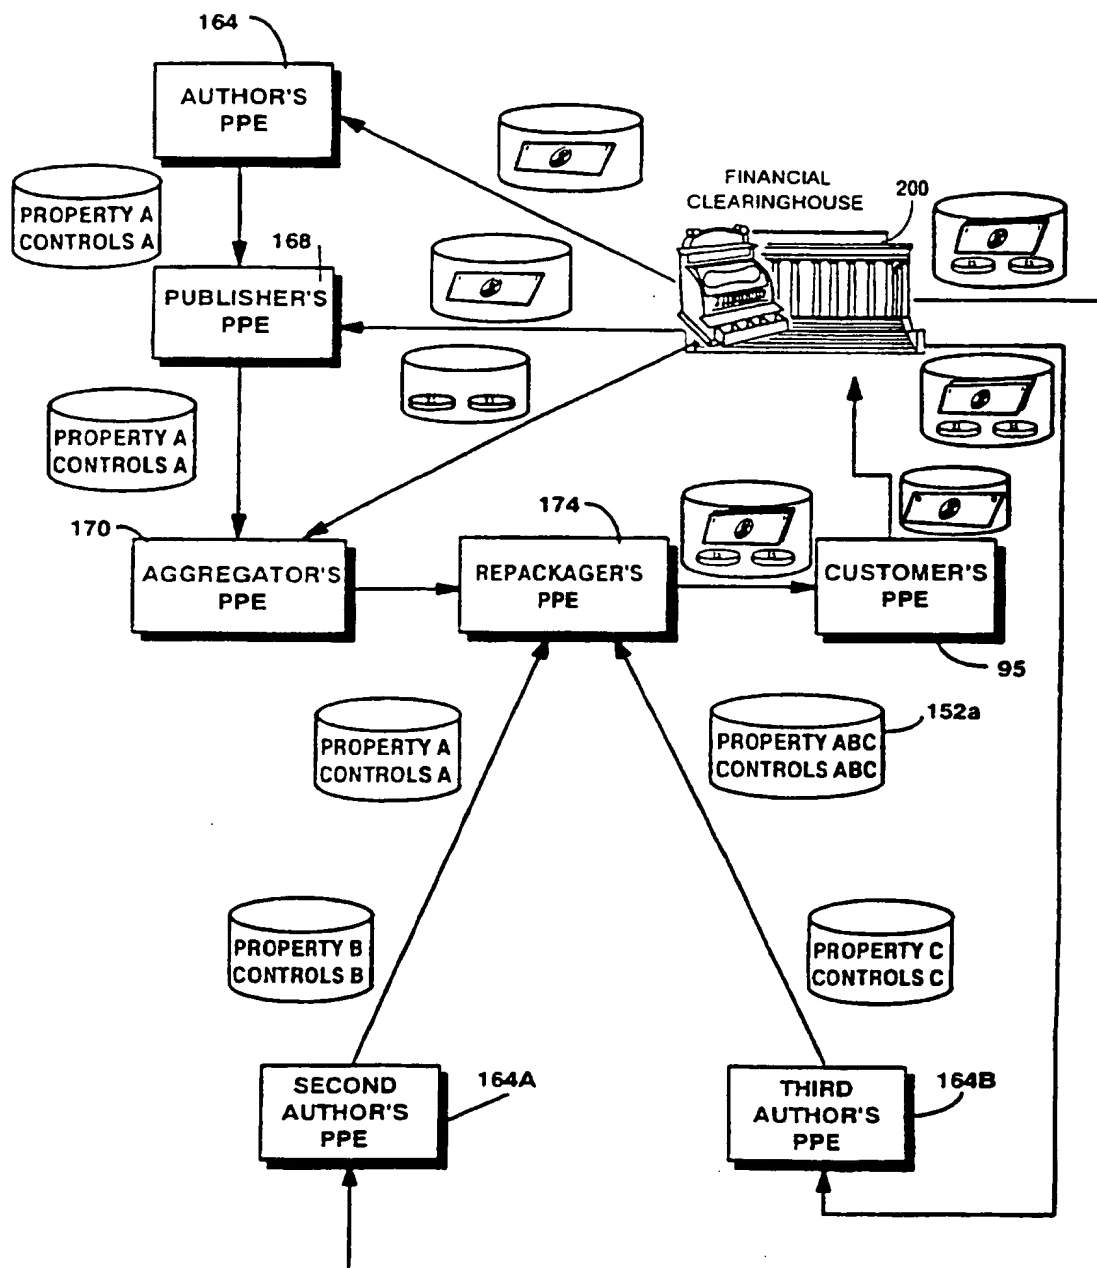 164
AUTHOR'S
PPE
PROPERTY A
CONTROLS A
168
PUBLISHER'S
PPE
FINANCIAL
CLEARINGHOUSE
200
PROPERTY A
CONTROLS A
170
AGGREGATOR'S
PPE
174
REPACKAGER'S
PPE
CUSTOMER'S
PPE
95
PROPERTY A
CONTROLS A
152a
PROPERTY ABC
CONTROLS ABC
PROPERTY B
CONTROLS B
PROPERTY C
CONTROLS C
SECOND
AUTHOR'S
PPE
164A
THIRD
AUTHOR'S
PPE
164B